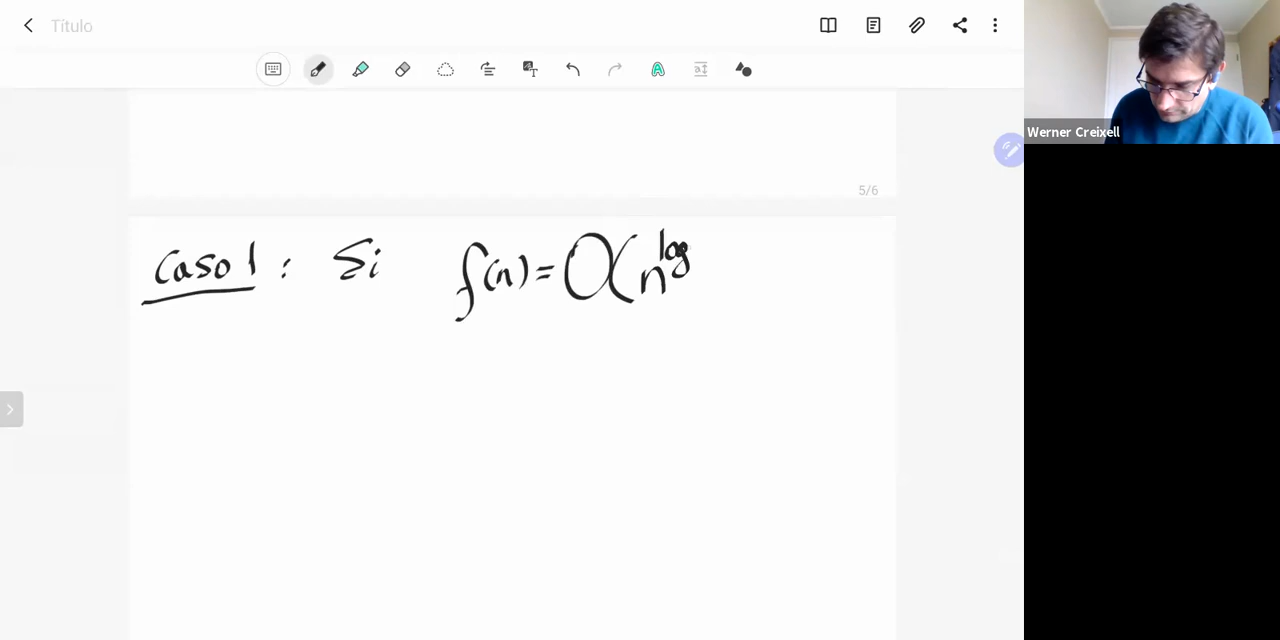 Título
Werner Creixell
5/6
Caso 1: Si f(n) = O(n^log